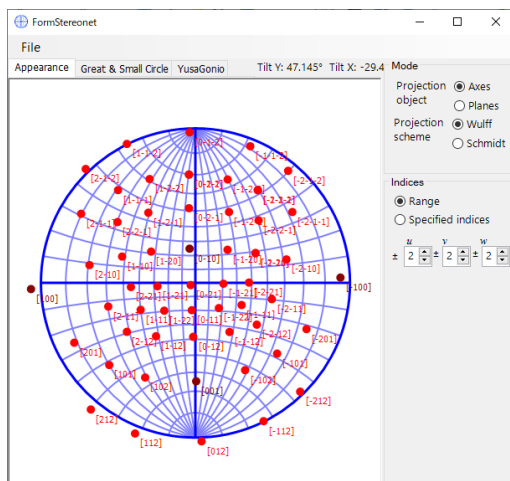 FormStereonet
File
Appearance Great & Small Circle YusaGonio Tilt Y: 47.145° Tilt X: -29.4
Mode
Projection object Axes
Planes
Projection scheme Wulff
Schmidt
Indices
Range
Specified indices
u v w
± 2 ± 2 ± 2
[1-1-2] [0-1-2] [-1-1-2]
[2-1-2] [1-2-2] [0-2-2] [-1-2-2] [-2-1-2]
[1-1-1] [-2-2-2]
[2-1-1] [2-2-1] [1-2-1] [0-2-1] [-1-2-1] [-2-2-1] [-2-1-1]
[2-10] [1-10] [1-20] [0-10] [-1-20] [-2-20] [-2-10]
[100] [2-21] [1-21] [0-21] [-1-21] [-2-21] [-100]
[2-11] [1-11] [1-22] [0-11] [-1-22] [-1-11] [-2-11]
[2-12] [1-12] [0-12] [-1-12] [-2-12]
[201] [-201]
[101] [102] [001] [-102] [-101]
[212] [-212]
[112] [012] [-112]